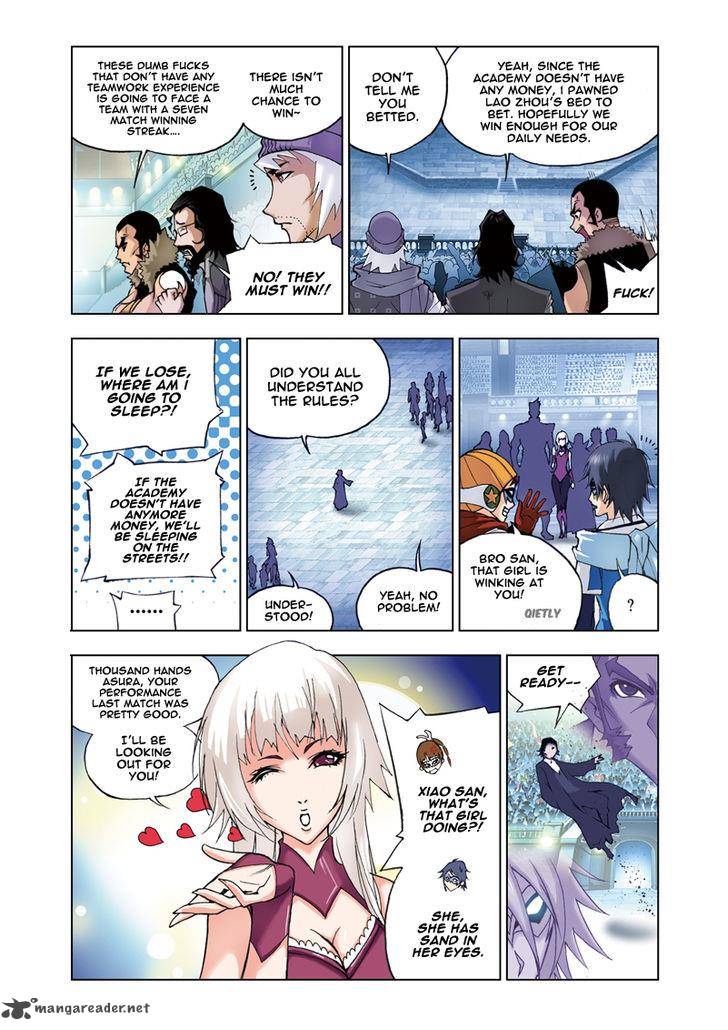 THESE DUMB FUCKS
THAT DON'T HAVE ANY
TEAMWORK EXPERIENCE
IS GOING TO FACE A
TEAM WITH A SEVEN
MATCH WINNING
STREAK....
THERE ISN'T
MUCH
CHANCE TO
WIN~
NO! THEY
MUST WIN!!
DON'T
TELL ME
YOU
BETTED.
YEAH, SINCE THE
ACADEMY DOESN'T HAVE
ANY MONEY, I PAWNED
LAO ZHOU'S BED TO
BET. HOPEFULLY WE
WIN ENOUGH FOR OUR
DAILY NEEDS.
FUCK!
IF WE LOSE,
WHERE AM I
GOING TO
SLEEP?!
IF THE
ACADEMY
DOESN'T HAVE
ANYMORE
MONEY, WE'LL
BE SLEEPING
ON THE
STREETS!!
......
DID YOU ALL
UNDERSTAND
THE RULES?
UNDER-
STOOD!
YEAH, NO
PROBLEM!
BRO SAN,
THAT GIRL IS
WINKING AT
YOU!
QIETLY
?
THOUSAND HANDS
ASURA, YOUR
PERFORMANCE
LAST MATCH WAS
PRETTY GOOD.
I'LL BE
LOOKING
OUT FOR
YOU!
XIAO SAN,
WHAT'S
THAT GIRL
DOING?!
SHE,
SHE HAS
SAND IN
HER EYES.
GET
READY--
mangareader.net